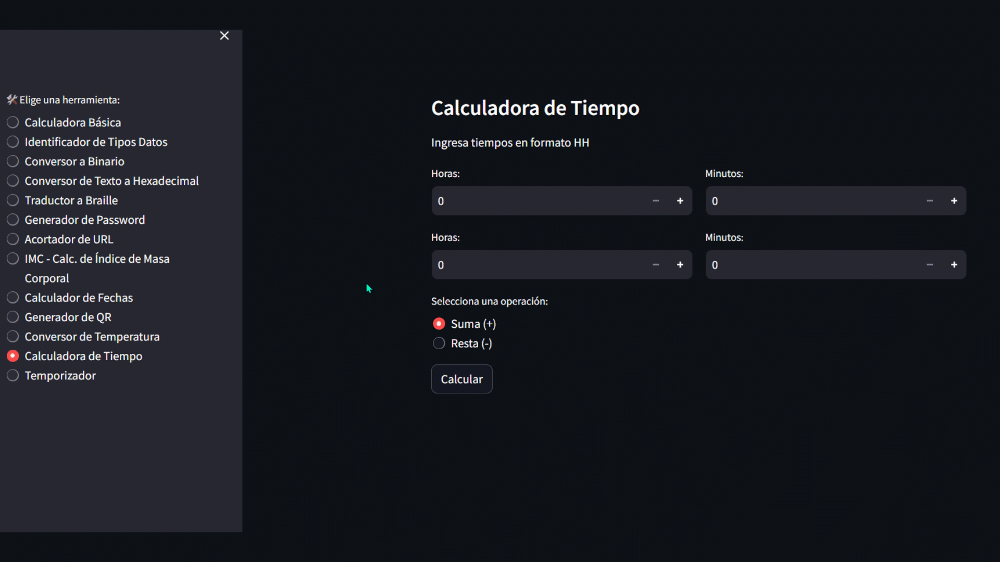 🛠️ Elige una herramienta:
Calculadora Básica
Identificador de Tipos Datos
Conversor a Binario
Conversor de Texto a Hexadecimal
Traductor a Braille
Generador de Password
Acortador de URL
IMC - Calc. de Índice de Masa
Corporal
Calculador de Fechas
Generador de QR
Conversor de Temperatura
Calculadora de Tiempo
Temporizador
Calculadora de Tiempo
Ingresa tiempos en formato HH
Horas: Minutos:
0 0
Horas: Minutos:
0 0
Selecciona una operación:
Suma (+)
Resta (-)
Calcular